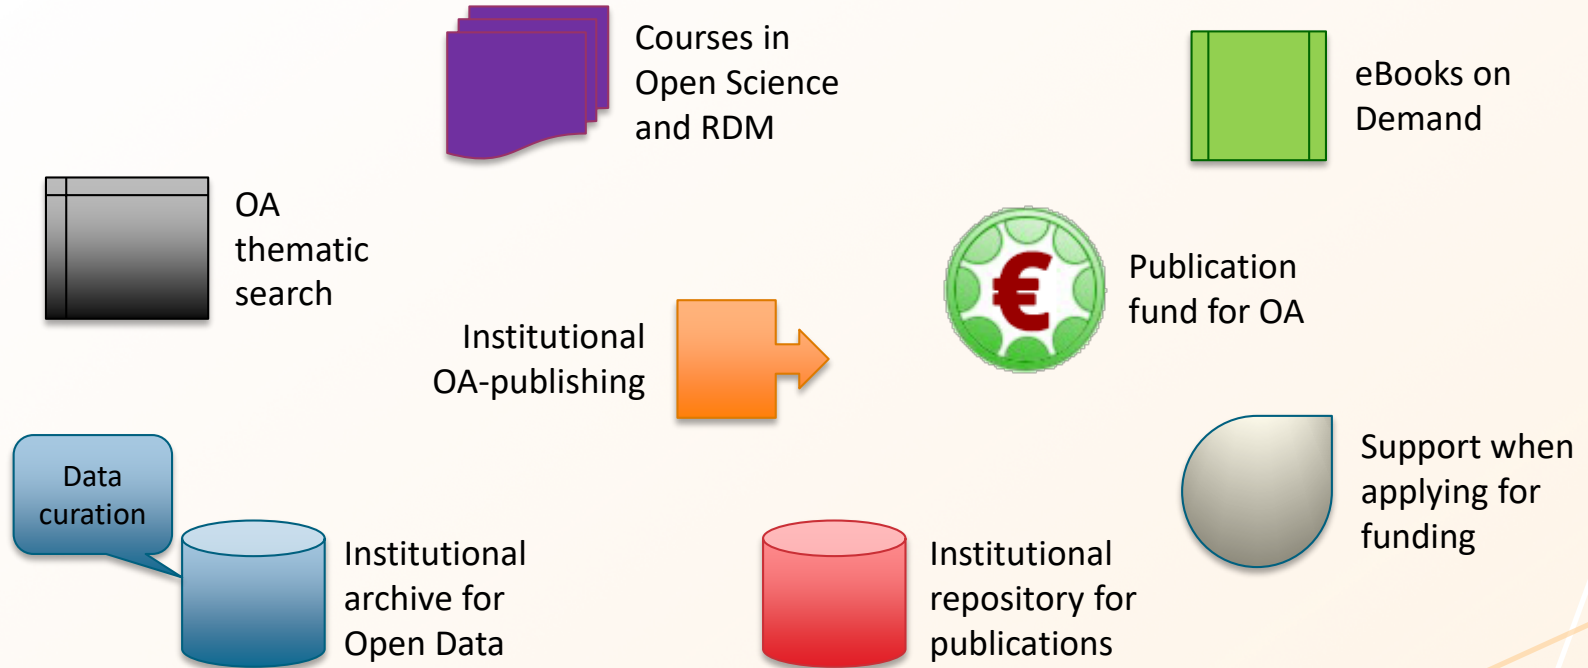 Courses in
Open Science
and RDM
eBooks on
Demand
OA
thematic
search
Publication
fund for OA
Institutional
OA-publishing
Data
curation
Support when
applying for
funding
Institutional
archive for
Open Data
Institutional
repository for
publications
€